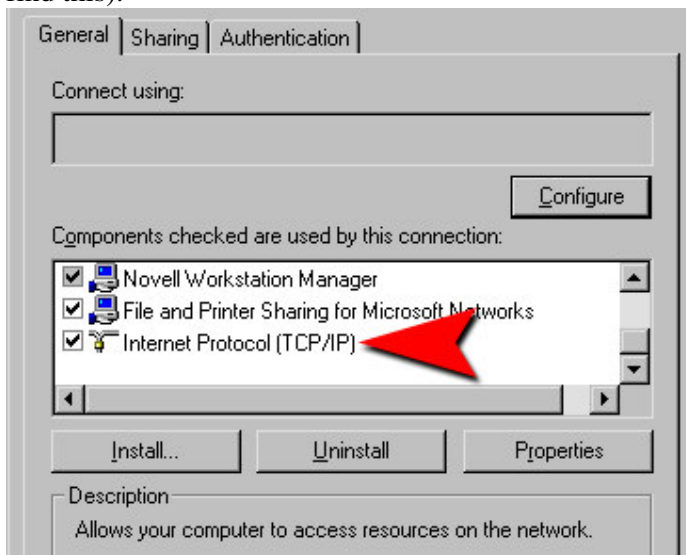 General Sharing Authentication
Connect using:
Configure
Components checked are used by this connection:
Novell Workstation Manager
File and Printer Sharing for Microsoft Networks
Internet Protocol (TCP/IP)
Install... Uninstall Properties
Description
Allows your computer to access resources on the network.